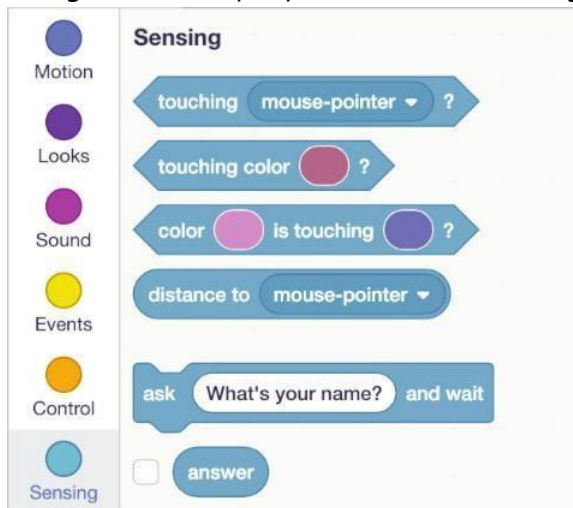 Motion
Looks
Sound
Events
Control
Sensing
Sensing
touching mouse-pointer ?
touching color ?
color is touching ?
distance to mouse-pointer
ask What's your name? and wait
answer